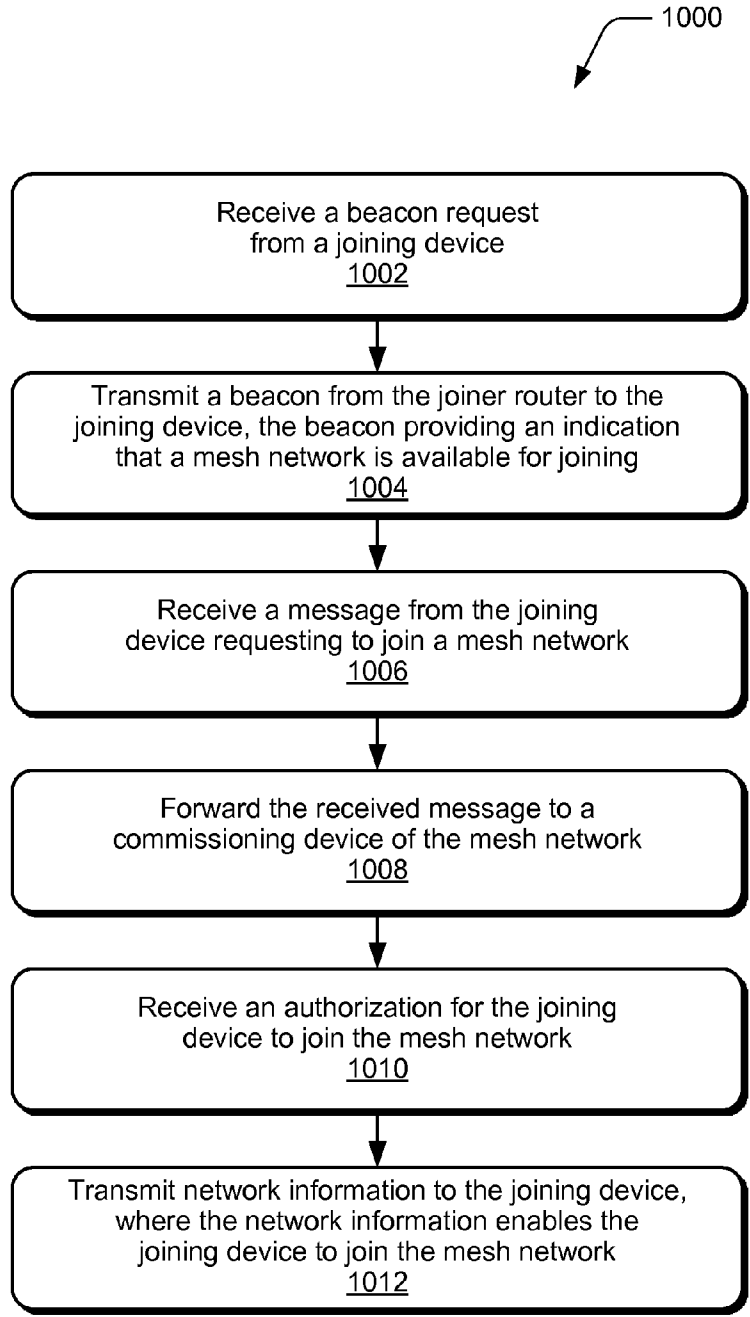 1000
Receive a beacon request
from a joining device
1002
Transmit a beacon from the joiner router to the
joining device, the beacon providing an indication
that a mesh network is available for joining
1004
Receive a message from the joining
device requesting to join a mesh network
1006
Forward the received message to a
commissioning device of the mesh network
1008
Receive an authorization for the joining
device to join the mesh network
1010
Transmit network information to the joining device,
where the network information enables the
joining device to join the mesh network
1012